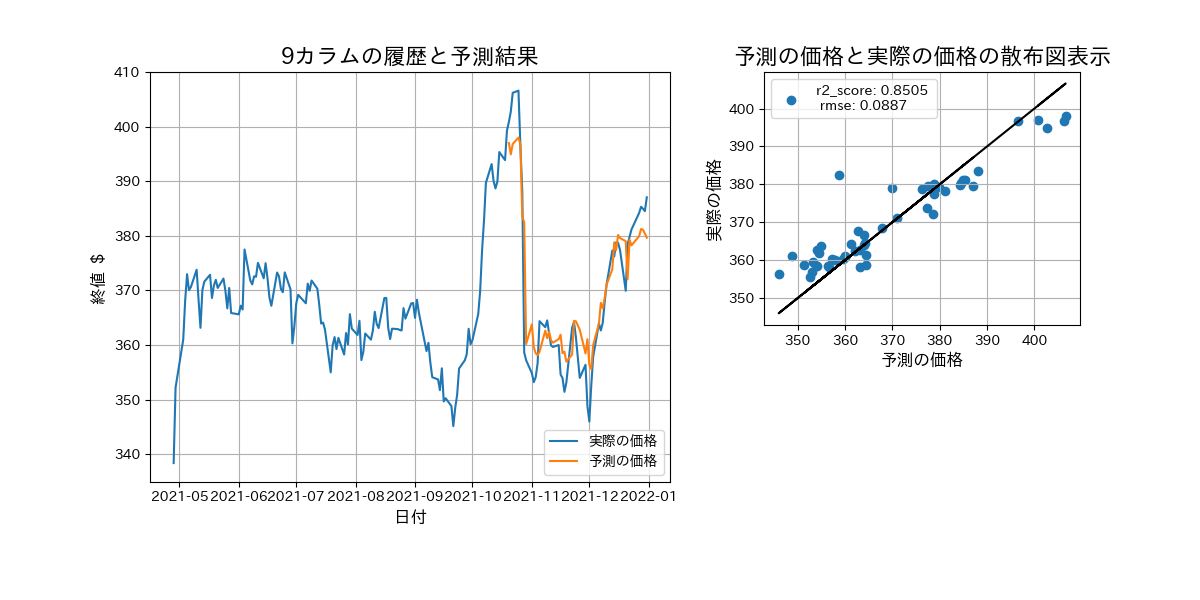 9カラムの履歴と予測結果
410
400
390
380
370
360
350
340
終値 $
2021-05 2021-06 2021-07 2021-08 2021-09 2021-10 2021-11 2021-12 2022-01
日付
実際の価格
予測の価格
予測の価格と実際の価格の散布図表示
r2_score: 0.8505
rmse: 0.0887
400
390
380
370
360
350
実際の価格
350 360 370 380 390 400
予測の価格